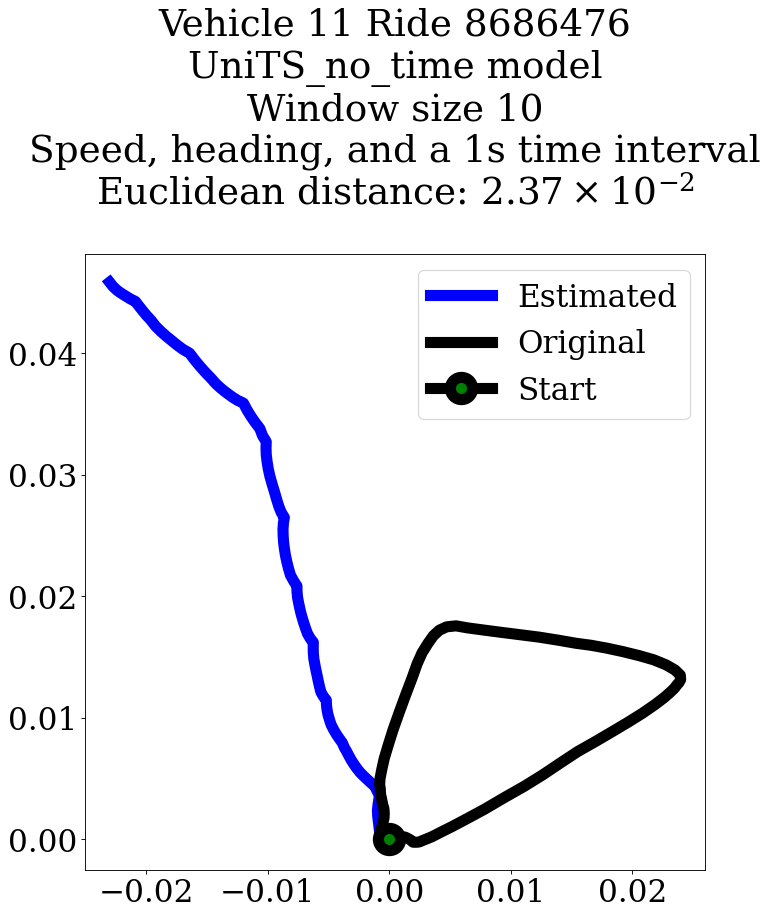 Vehicle 11 Ride 8686476
UniTS_no_time model
Window size 10
Speed, heading, and a 1s time interval
Euclidean distance: 2.37 × 10⁻²
Estimated
Original
Start
0.04
0.03
0.02
0.01
0.00
−0.02 −0.01 0.00 0.01 0.02